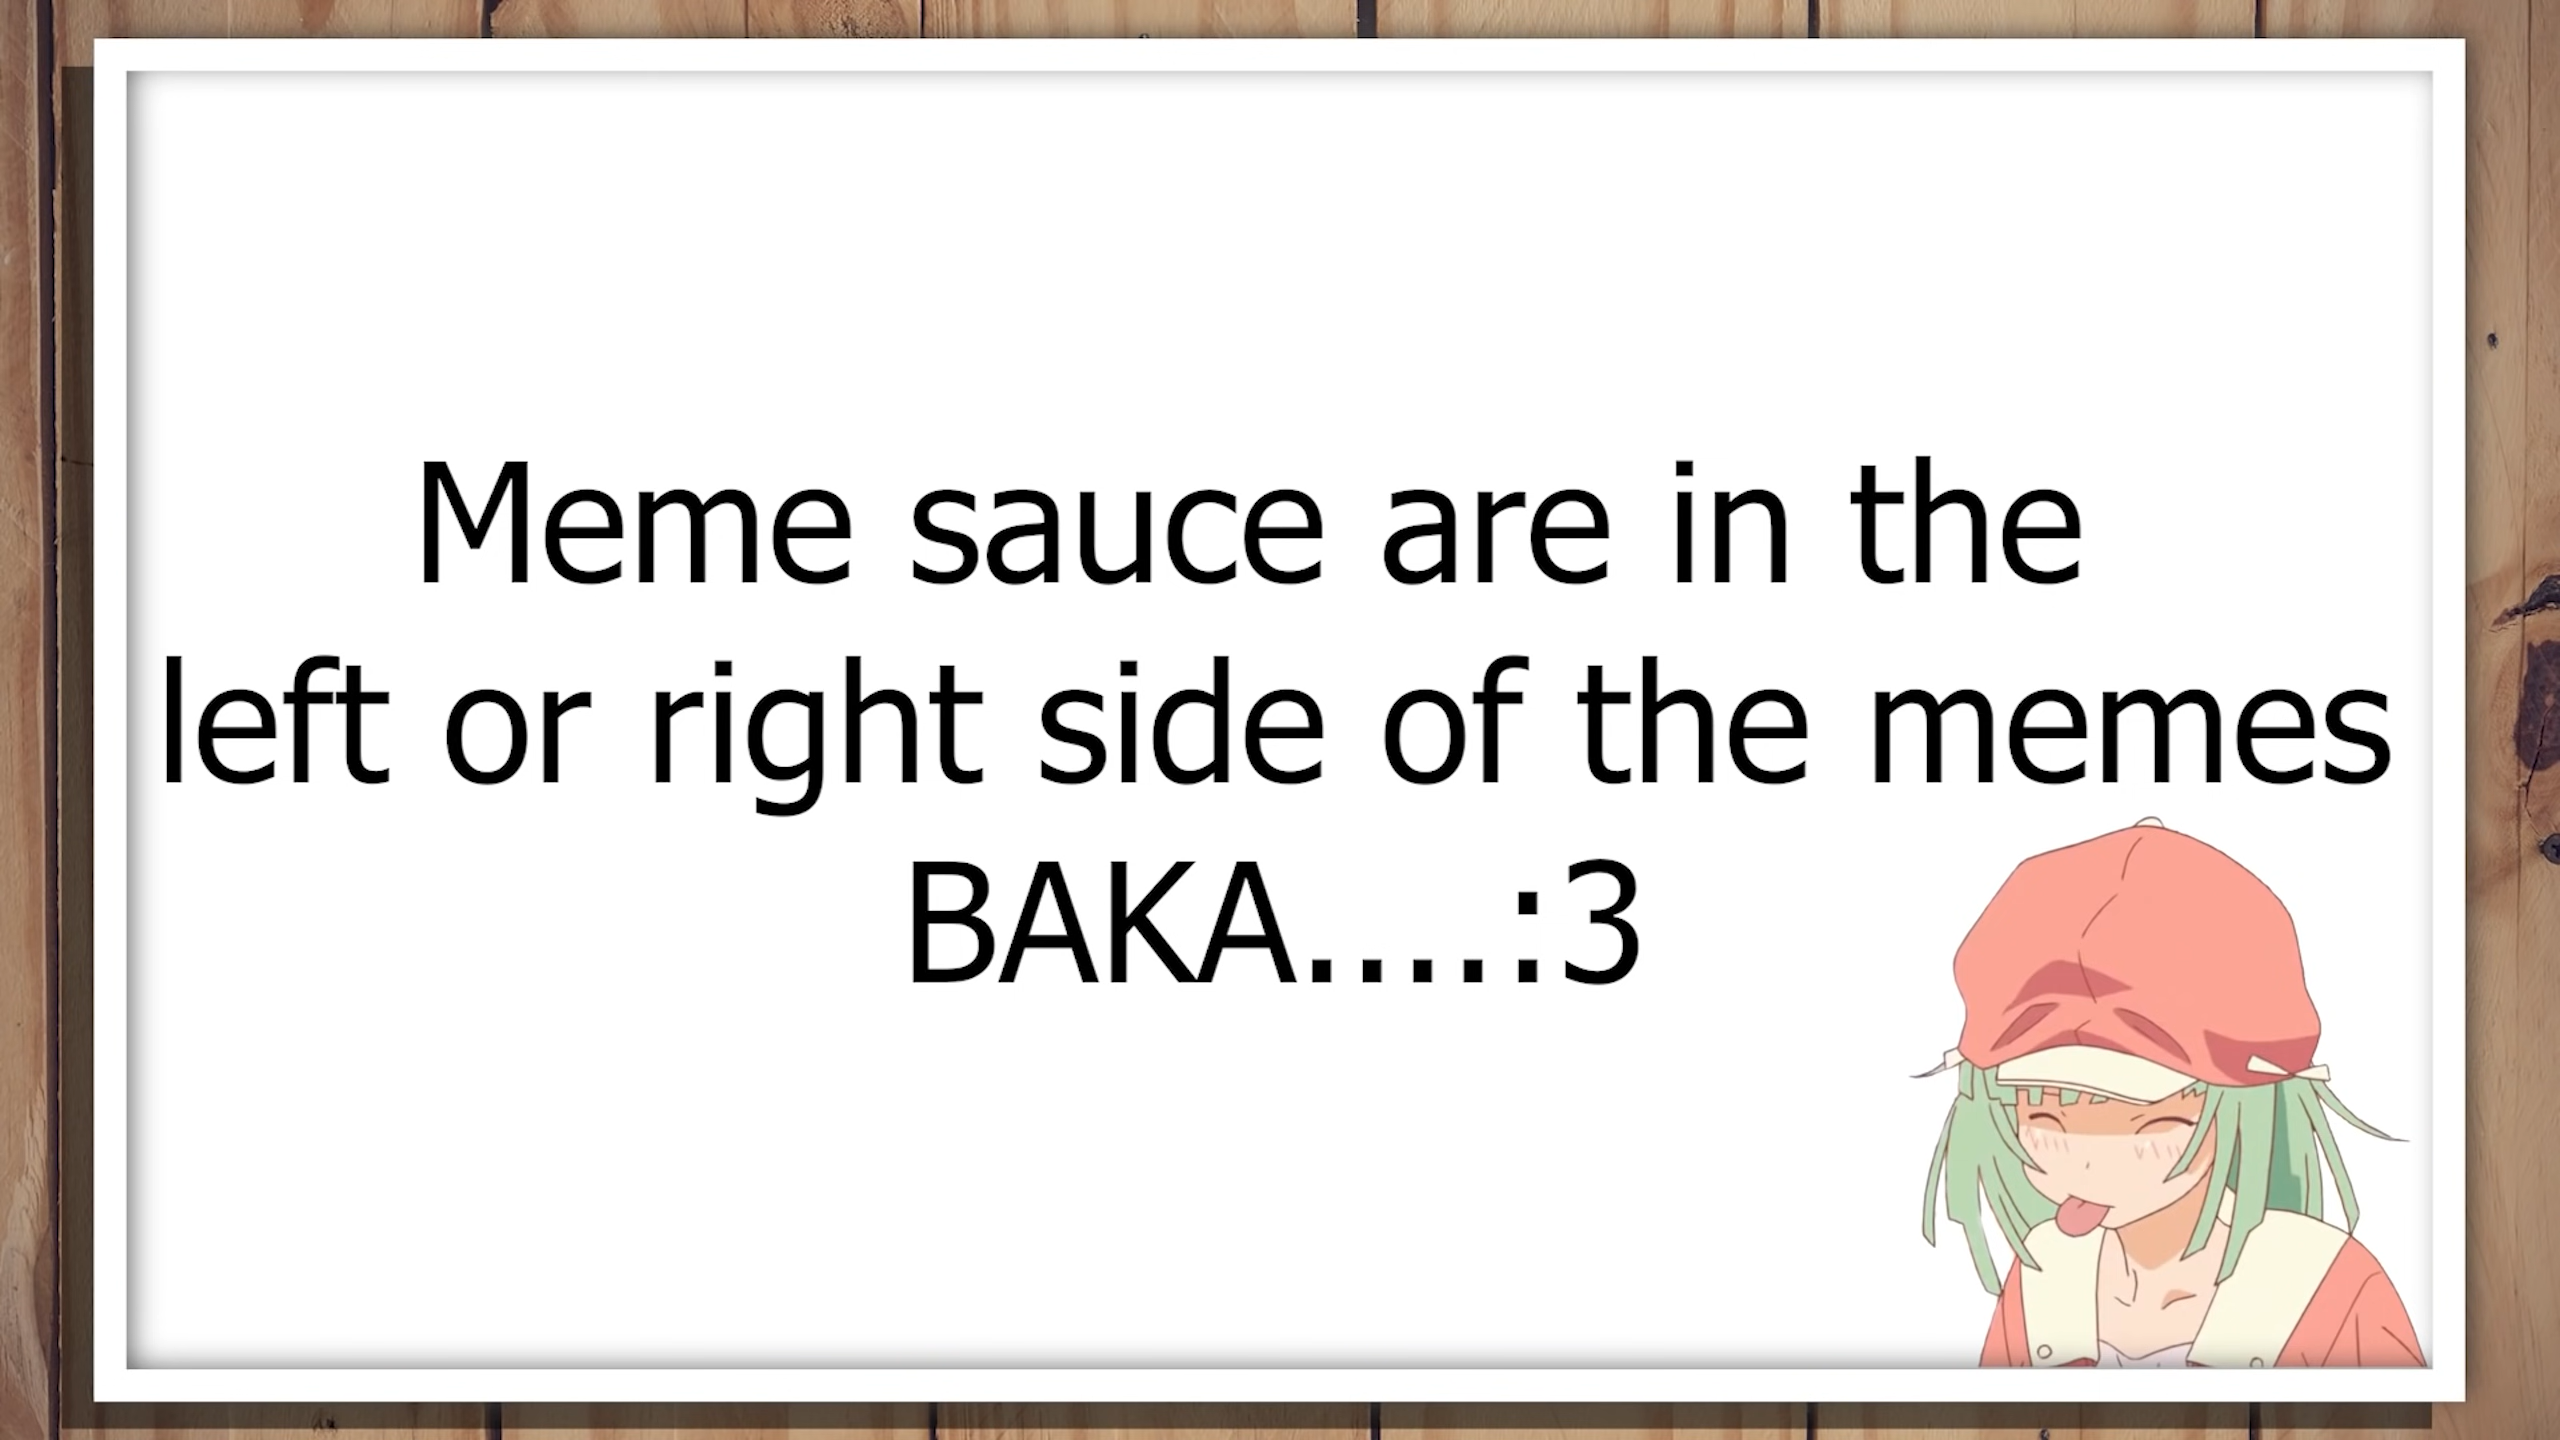 Meme sauce are in the
left or right side of the memes
BAKA....:3